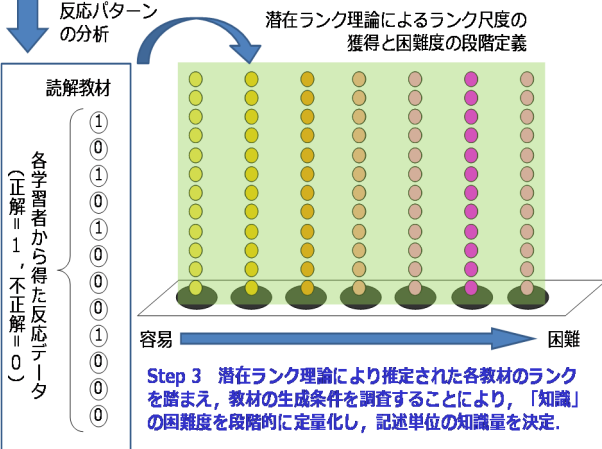 反応パターン
の分析
潜在ランク理論によるランク尺度の
獲得と困難度の段階定義
読解教材
各学習者から得た反応データ
(正解=1,不正解=0)
1
0
1
0
1
0
0
0
1
0
0
0
容易
困難
Step 3 潜在ランク理論により推定された各教材のランク
を踏まえ,教材の生成条件を調査することにより,「知識」
の困難度を段階的に定量化し,記述単位の知識量を決定.